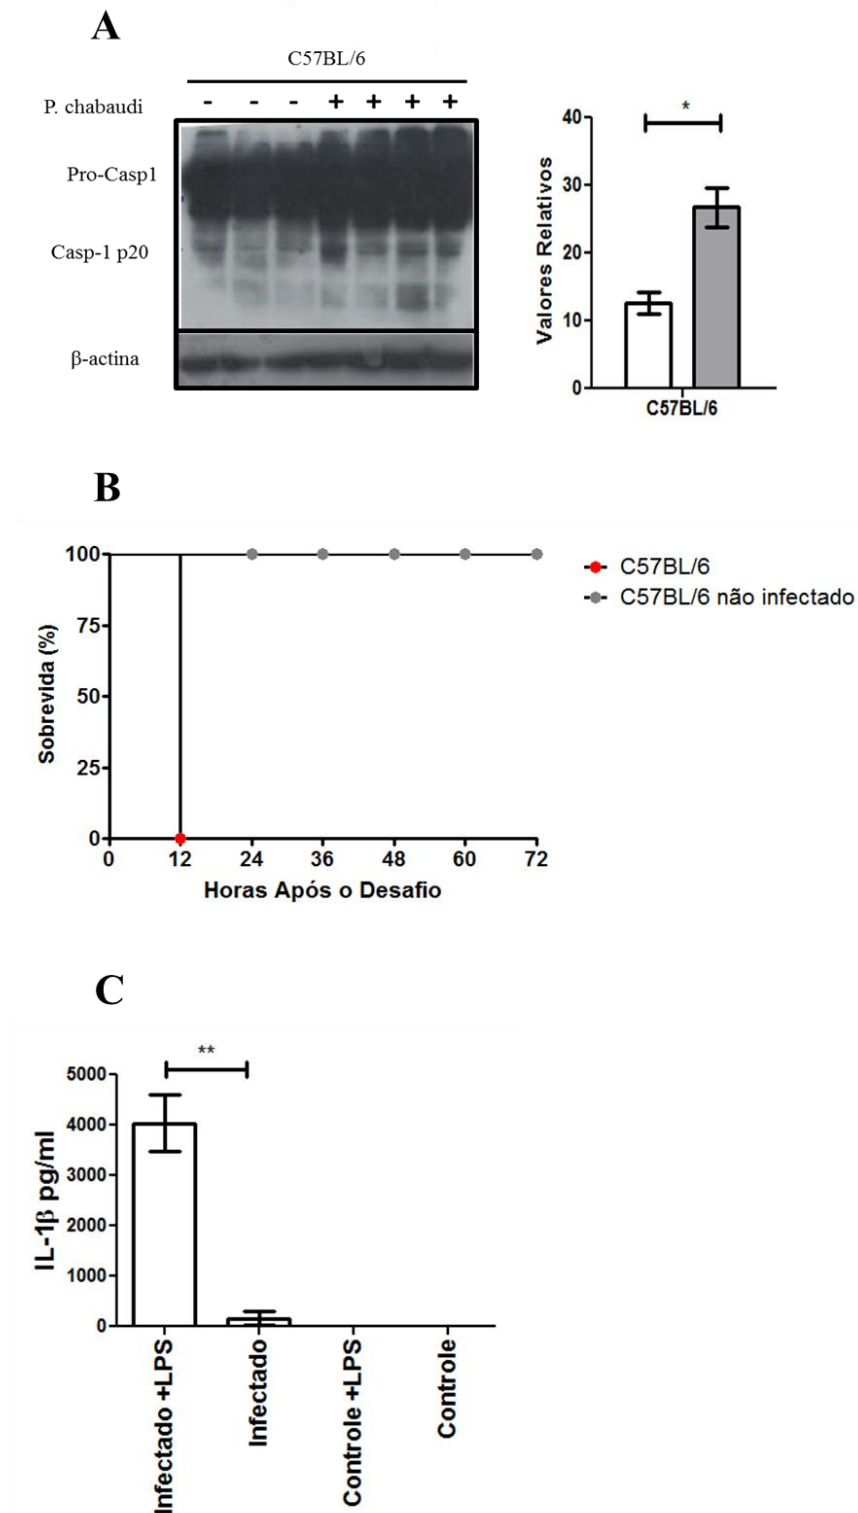 A
C57BL/6
P. chabaudi - - - + + + +
Pro-Casp1
Casp-1 p20
β-actina
Valores Relativos
40
30
20
10
0
*
C57BL/6
B
Sobrevida (%)
100
75
50
25
0
0 12 24 36 48 60 72
Horas Após o Desafio
C57BL/6
C57BL/6 não infectado
C
**
IL-1β pg/ml
5000
4000
3000
2000
1000
0
Infectado +LPS
Infectado
Controle +LPS
Controle